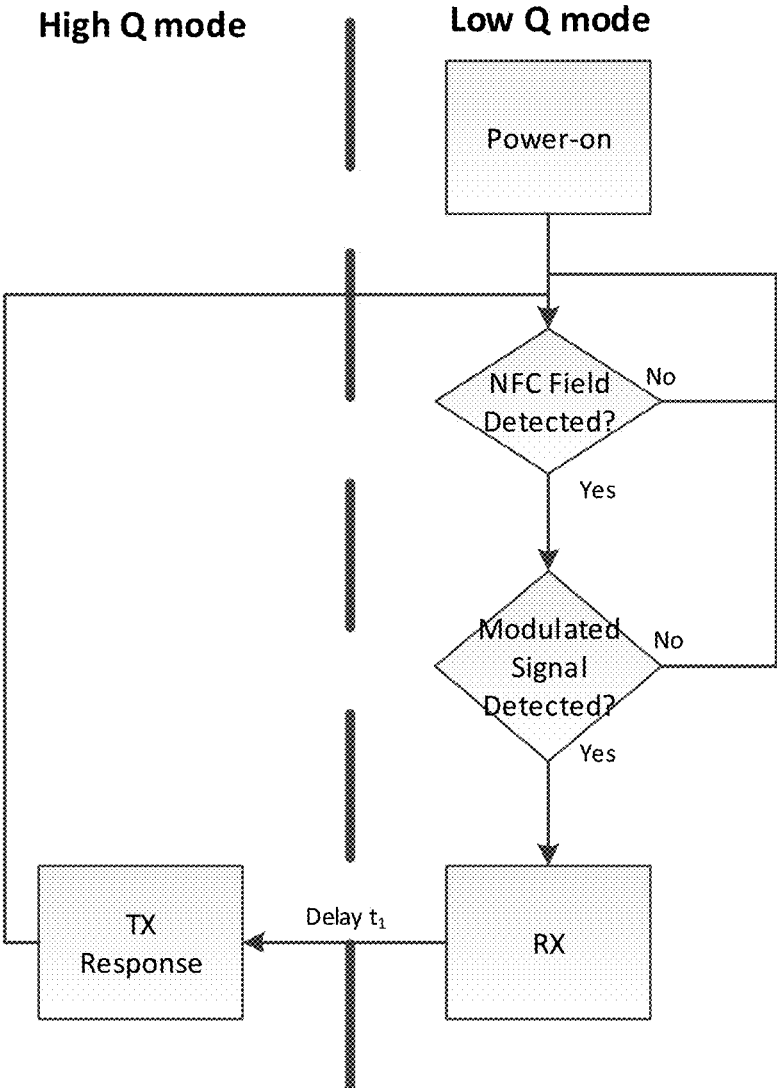 High Q mode
Low Q mode
Power-on
NFC Field
Detected?
No
Yes
Modulated
Signal
Detected?
No
Yes
TX
Response
Delay t₁
RX